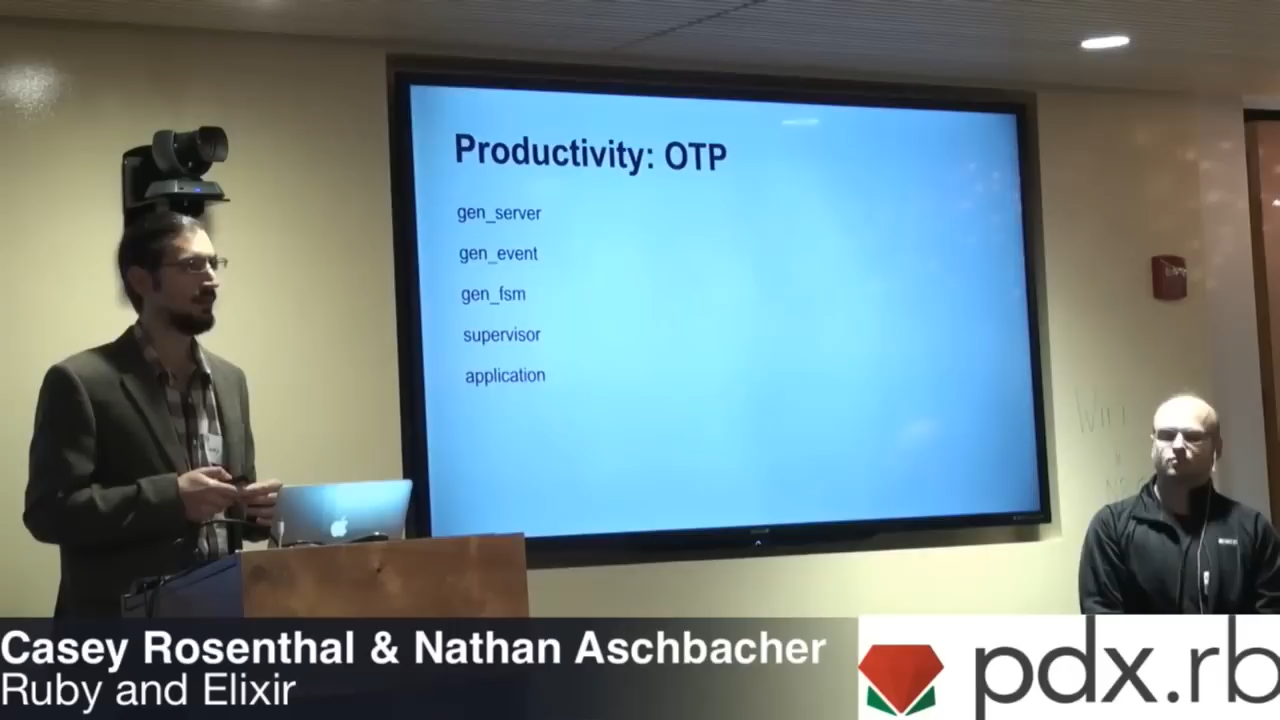 Productivity: OTP
gen_server
gen_event
gen_fsm
supervisor
application
Casey Rosenthal & Nathan Aschbacher
Ruby and Elixir
pdx.rb